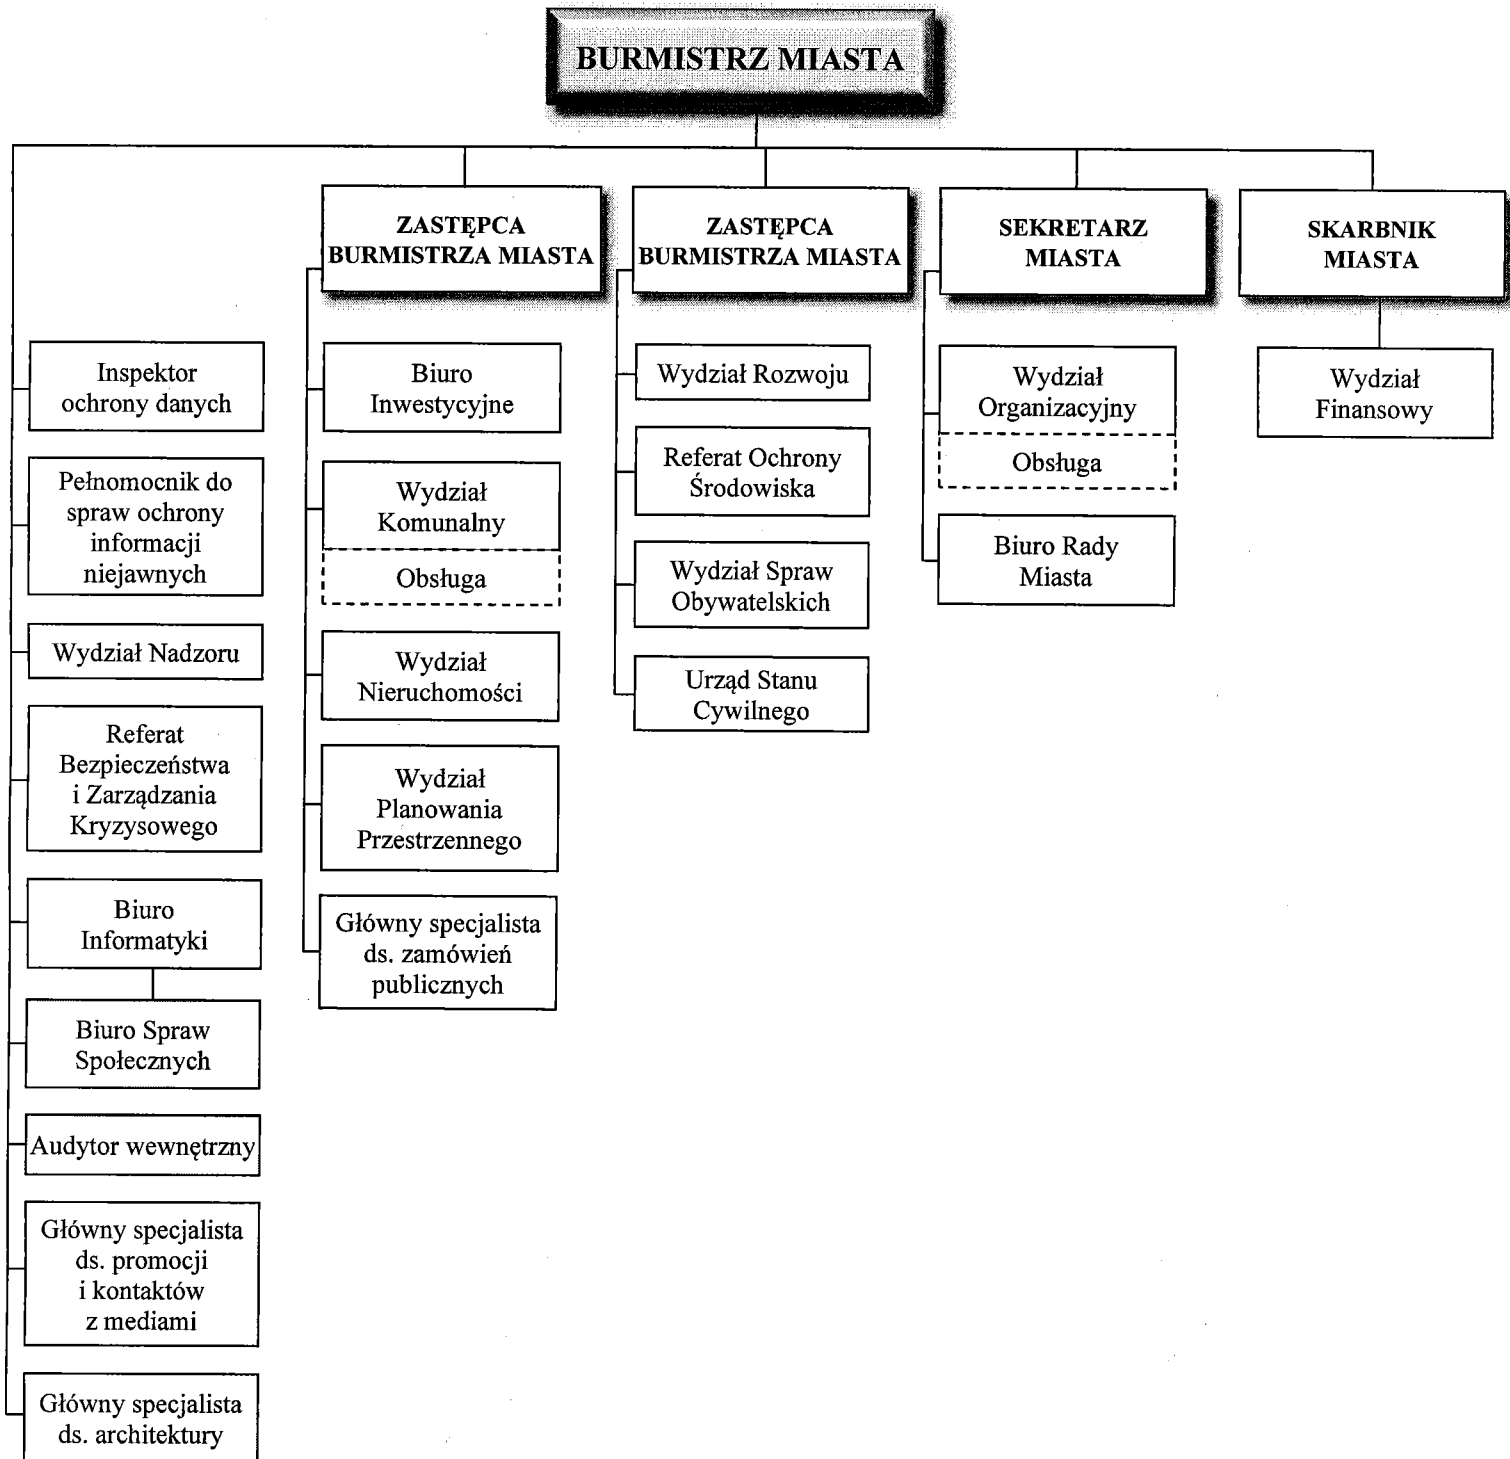 BURMISTRZ MIASTA
ZASTĘPCA
BURMISTRZA MIASTA
ZASTĘPCA
BURMISTRZA MIASTA
SEKRETARZ
MIASTA
SKARBNIK
MIASTA
Inspektor
ochrony danych
Pełnomocnik do
spraw ochrony
informacji
niejawnych
Wydział Nadzoru
Referat
Bezpieczeństwa
i Zarządzania
Kryzysowego
Biuro
Informatyki
Biuro Spraw
Społecznych
Audytor wewnętrzny
Główny specjalista
ds. promocji
i kontaktów
z mediami
Główny specjalista
ds. architektury
Biuro
Inwestycyjne
Wydział
Komunalny
Obsługa
Wydział
Nieruchomości
Wydział
Planowania
Przestrzennego
Główny specjalista
ds. zamówień
publicznych
Wydział Rozwoju
Referat Ochrony
Środowiska
Wydział Spraw
Obywatelskich
Urząd Stanu
Cywilnego
Wydział
Organizacyjny
Obsługa
Biuro Rady
Miasta
Wydział
Finansowy